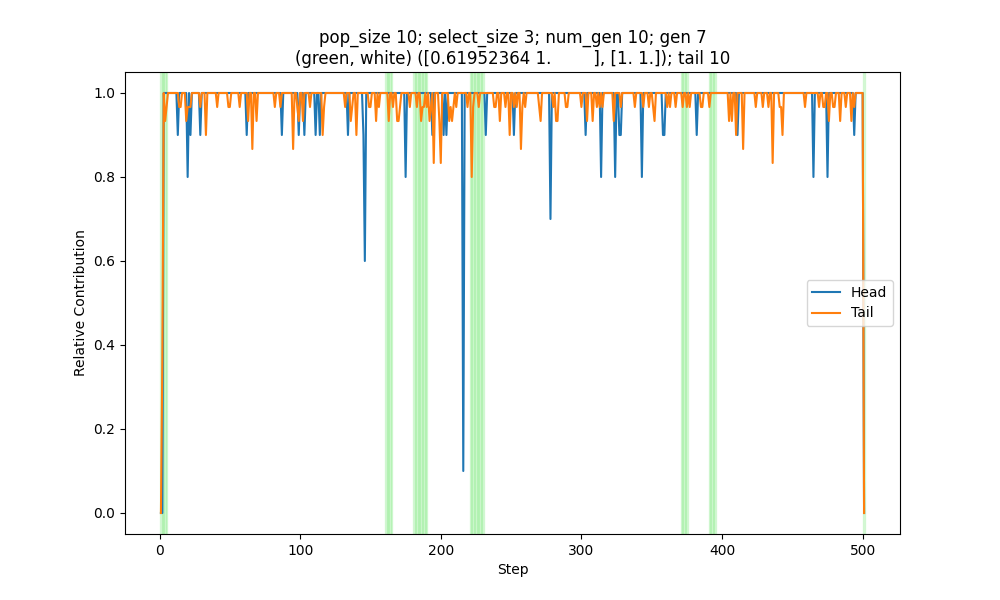 pop_size 10; select_size 3; num_gen 10; gen 7
(green, white) ([0.61952364 1.        ], [1. 1.]); tail 10
Relative Contribution
1.0
0.8
0.6
0.4
0.2
0.0
Head
Tail
0 100 200 300 400 500
Step